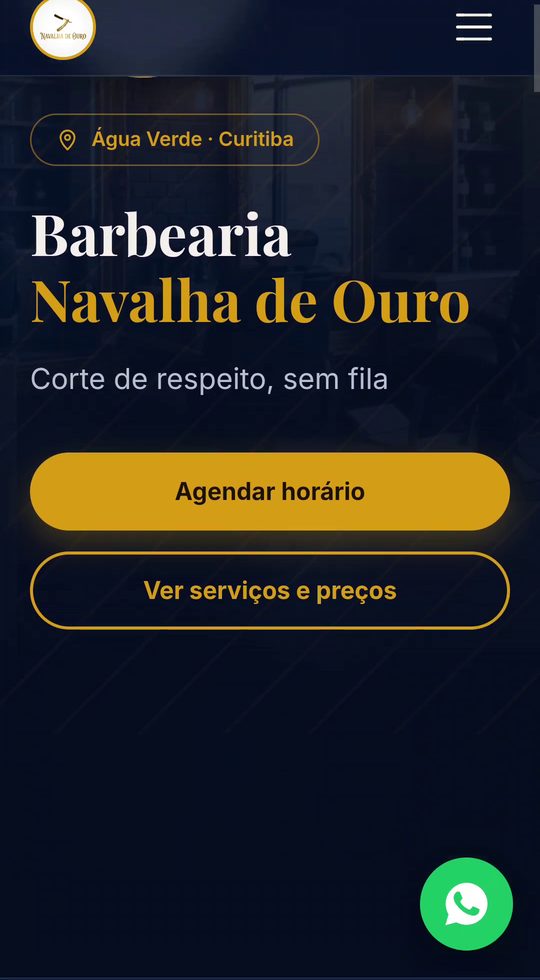 Navalha de Ouro
Água Verde · Curitiba
Barbearia
Navalha de Ouro
Corte de respeito, sem fila
Agendar horário
Ver serviços e preços